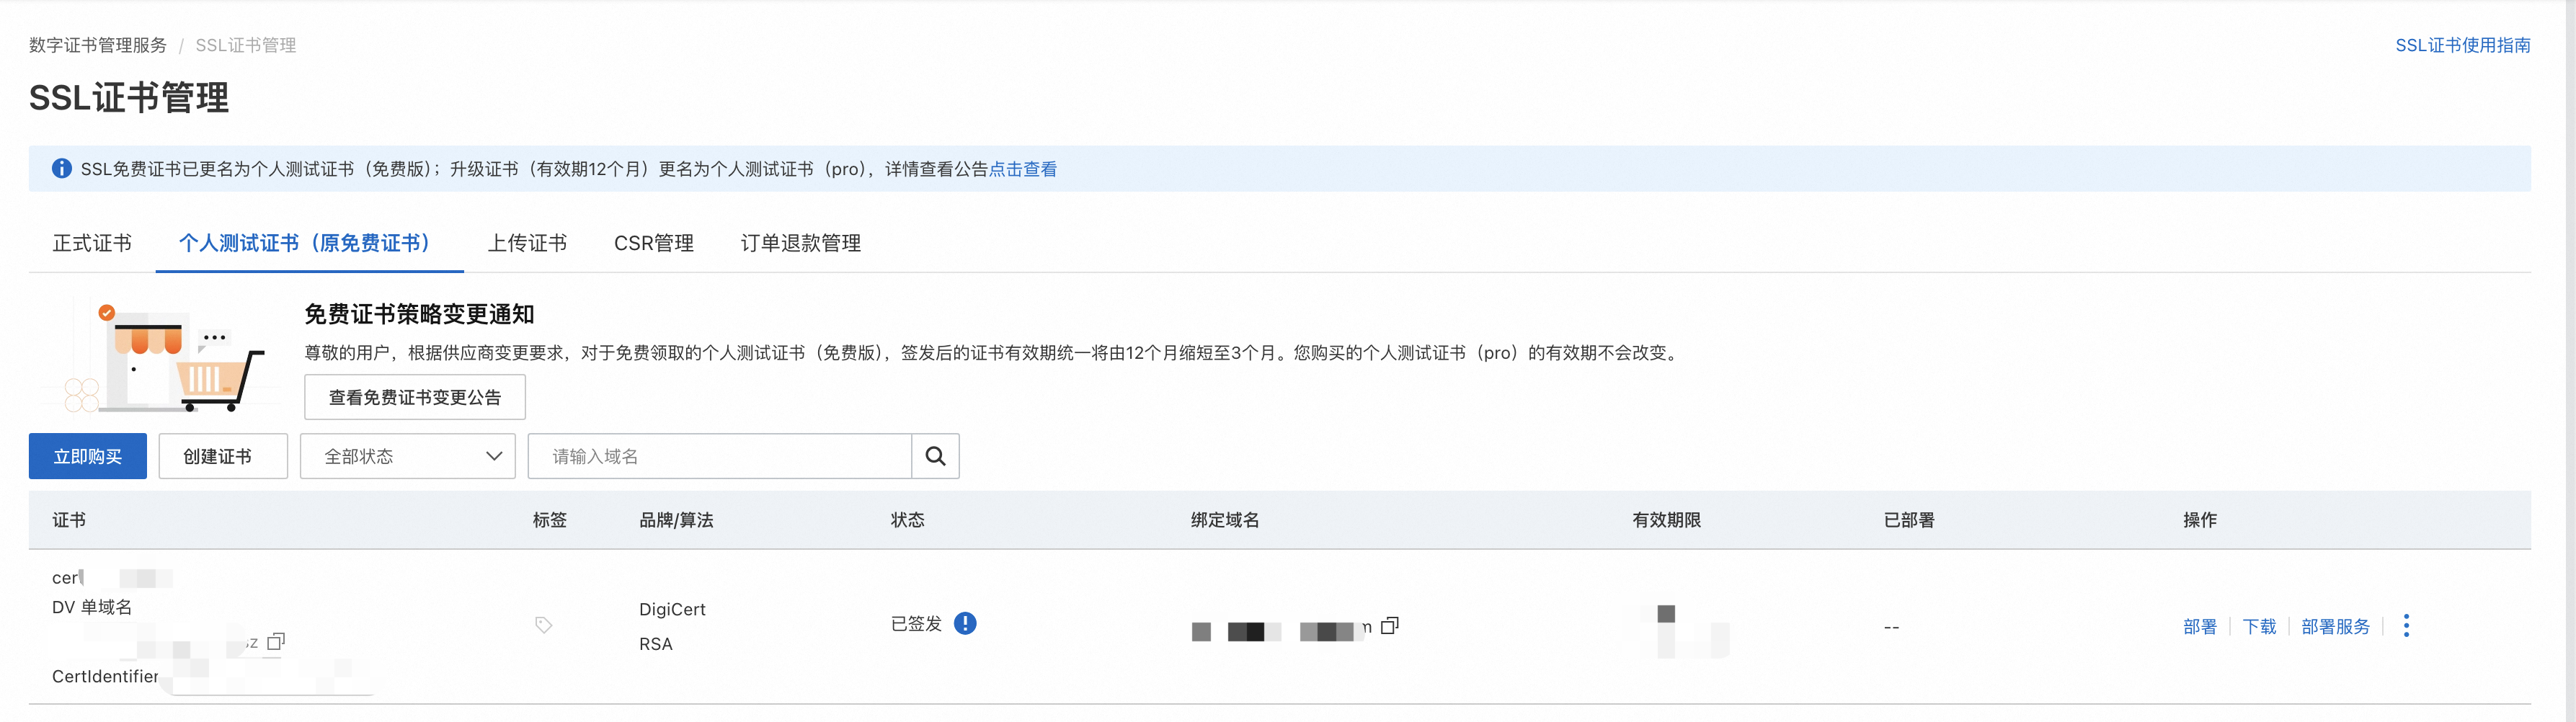 数字证书管理服务 / SSL证书管理
SSL证书使用指南
SSL证书管理
SSL免费证书已更名为个人测试证书（免费版）；升级证书（有效期12个月）更名为个人测试证书（pro），详情查看公告点击查看
正式证书 个人测试证书（原免费证书） 上传证书 CSR管理 订单退款管理
免费证书策略变更通知
尊敬的用户，根据供应商变更要求，对于免费领取的个人测试证书（免费版），签发后的证书有效期统一将由12个月缩短至3个月。您购买的个人测试证书（pro）的有效期不会改变。
查看免费证书变更公告
立即购买 创建证书 全部状态 请输入域名
证书 标签 品牌/算法 状态 绑定域名 有效期限 已部署 操作
cer
DV 单域名
CertIdentifier
DigiCert
RSA
已签发
--
部署 下载 部署服务